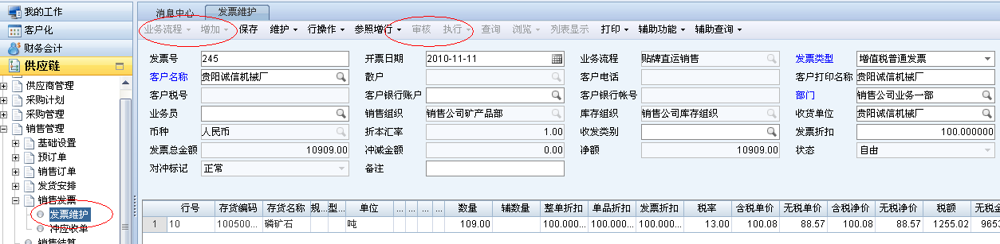 我的工作
客户化
财务会计
供应链
供应商管理
采购计划
采购管理
销售管理
基础设置
预订单
销售订单
发货安排
销售发票
发票维护
冲应收单
销售结算
消息中心 发票维护
业务流程 增加 保存 维护 行操作 参照增行 审核 执行 查询 浏览 列表显示 打印 辅助功能 辅助查询
发票号 245 开票日期 2010-11-11 业务流程 贴牌直运销售 发票类型 增值税普通发票
客户名称 贵阳诚信机械厂 散户 客户电话 客户打印名称 贵阳诚信机械厂
客户税号 客户银行账户 客户银行帐号 部门 销售公司业务一部
业务员 销售组织 销售公司矿产品部 库存组织 销售公司库存组织 收货单位 贵阳诚信机械厂
币种 人民币 折本汇率 1.00 收发类别 发票折扣 100.000000
发票总金额 10909.00 冲减金额 0.00 净额 10909.00 状态 自由
对冲标记 正常 备注
行号 存货编码 存货名称 规... 型... 单位 ... ... ... ... 数量 辅数量 整单折扣 单品折扣 发票折扣 税率 含税单价 无税单价 含税净价 无税净价 税额 无税金
1 10 100500... 磷矿石 吨 109.00 100.000... 100.000... 100.000... 13.00 100.08 88.57 100.08 88.57 1255.02 965